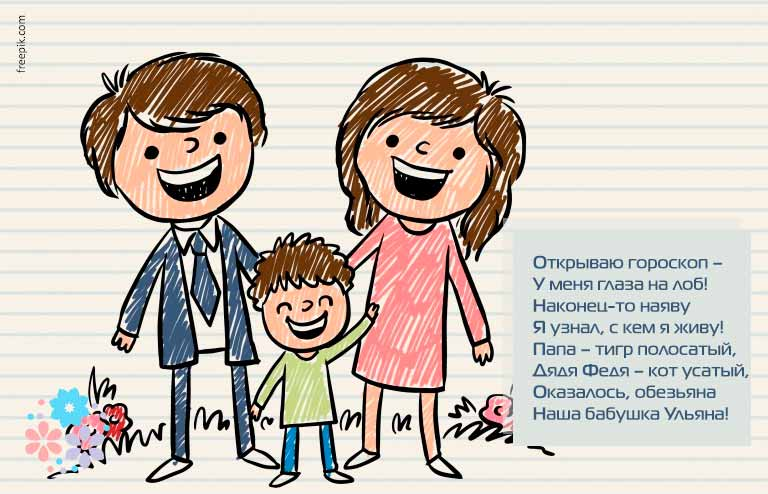 freepik.com
Открываю гороскоп –
У меня глаза на лоб!
Наконец-то наяву
Я узнал, с кем я живу!
Папа – тигр полосатый,
Дядя Федя – кот усатый,
Оказалось, обезьяна
Наша бабушка Ульяна!